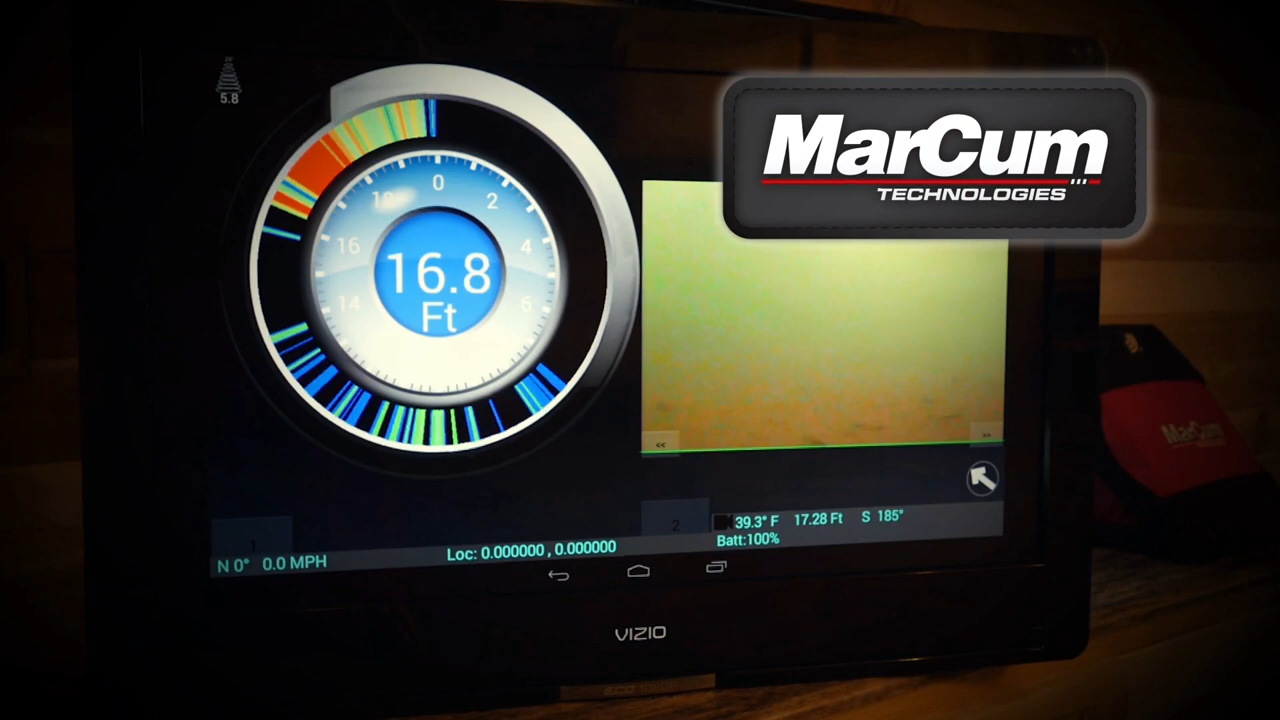 5.8
MarCum
TECHNOLOGIES
0
2
4
6
14
16
18
16.8
Ft
<<
>>
1
2
39.3° F 17.28 Ft S 185°
Batt:100%
N 0° 0.0 MPH
Loc: 0.000000 , 0.000000
VIZIO
MarCum